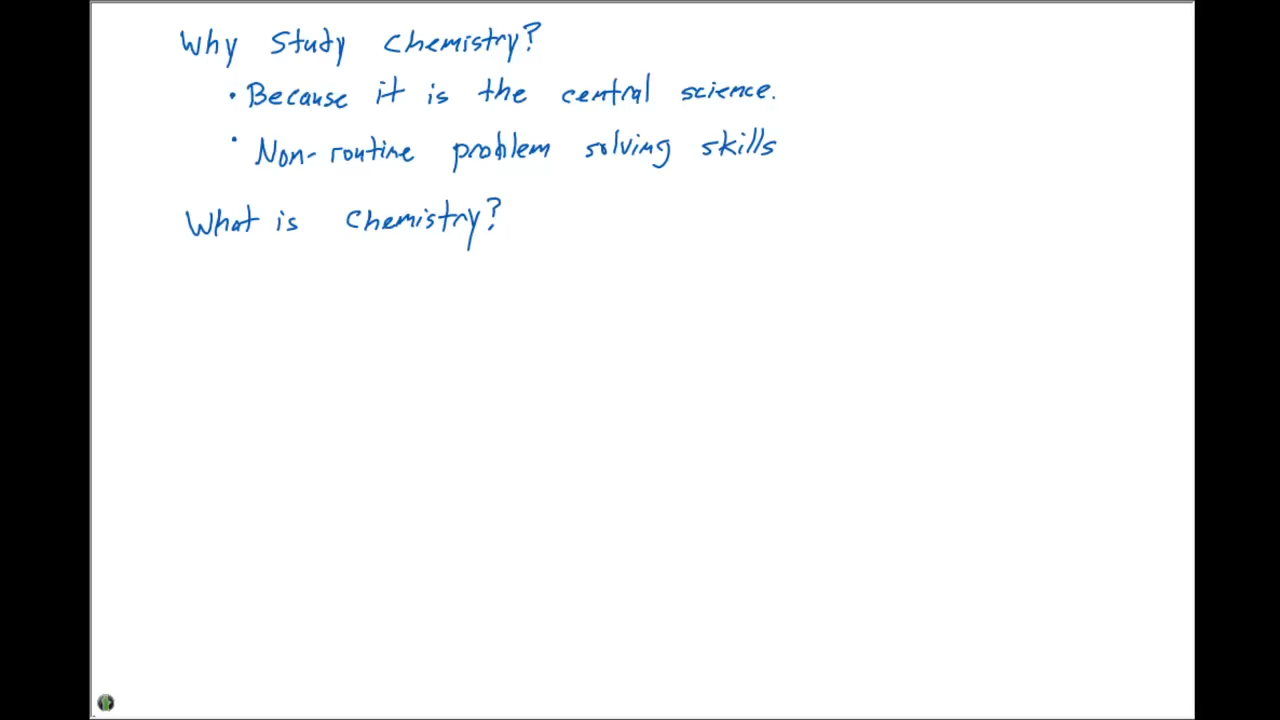 Why Study Chemistry?
• Because it is the central science.
• Non-routine problem solving skills
What is Chemistry?